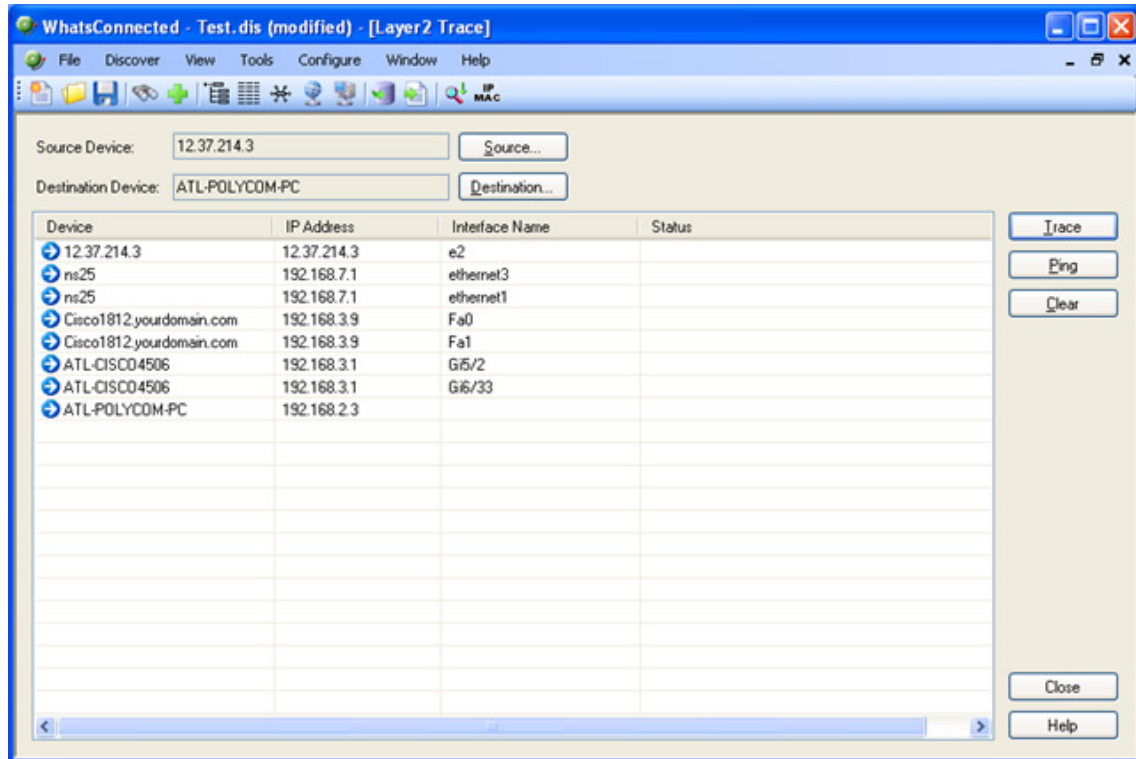 WhatsConnected - Test.dis (modified) - [Layer2 Trace]
File Discover View Tools Configure Window Help
IP MAC
Source Device: 12.37.214.3 Source...
Destination Device: ATL-POLYCOM-PC Destination...
Device IP Address Interface Name Status
12.37.214.3 12.37.214.3 e2
ns25 192.168.7.1 ethernet3
ns25 192.168.7.1 ethernet1
Cisco1812.yourdomain.com 192.168.3.9 Fa0
Cisco1812.yourdomain.com 192.168.3.9 Fa1
ATL-CISCO4506 192.168.3.1 Gi5/2
ATL-CISCO4506 192.168.3.1 Gi6/33
ATL-POLYCOM-PC 192.168.2.3
Trace
Ping
Clear
Close
Help